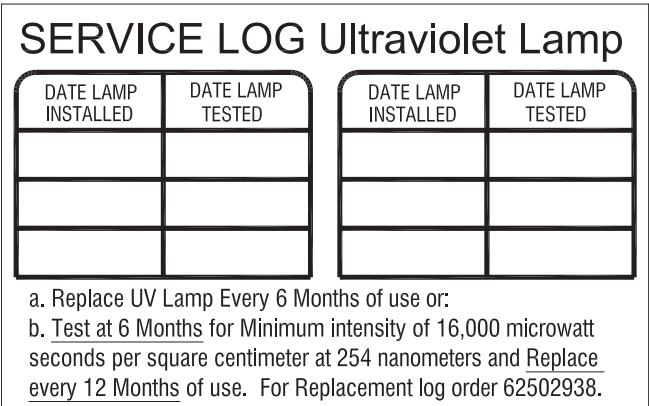 SERVICE LOG Ultraviolet Lamp
DATE LAMP INSTALLED
DATE LAMP TESTED
DATE LAMP INSTALLED
DATE LAMP TESTED
a. Replace UV Lamp Every 6 Months of use or:
b. Test at 6 Months for Minimum intensity of 16,000 microwatt
seconds per square centimeter at 254 nanometers and Replace
every 12 Months of use. For Replacement log order 62502938.